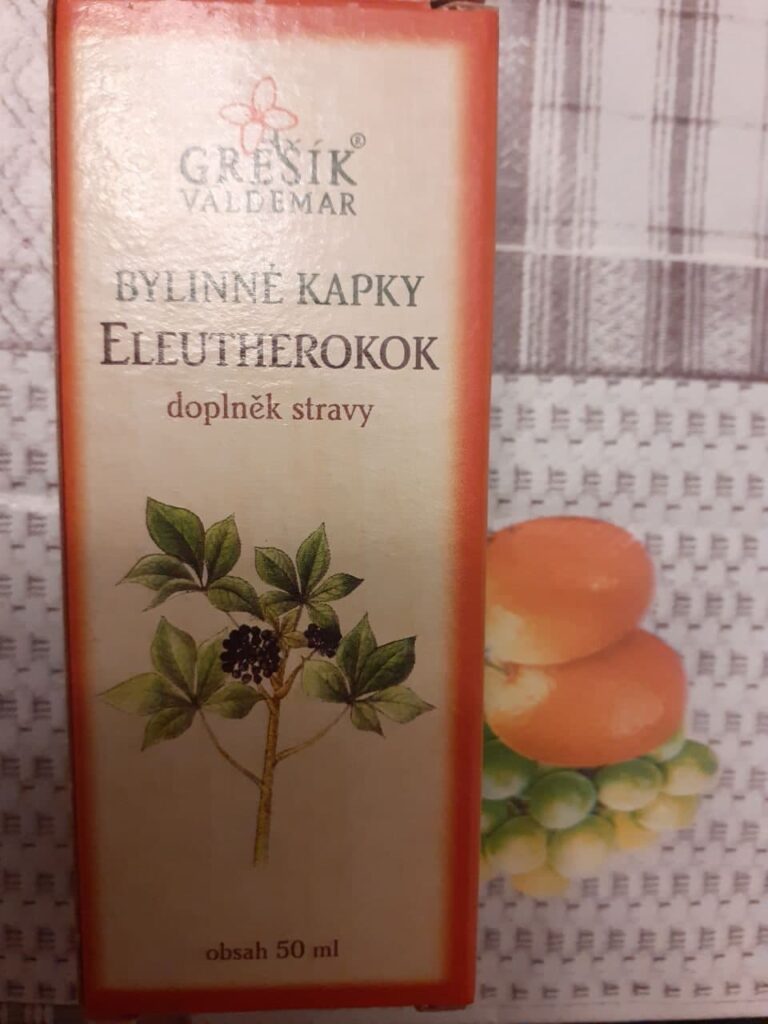 GREŠÍK®
VALDEMAR
BYLINNÉ KAPKY
ELEUTHEROKOK
doplněk stravy
obsah 50 ml